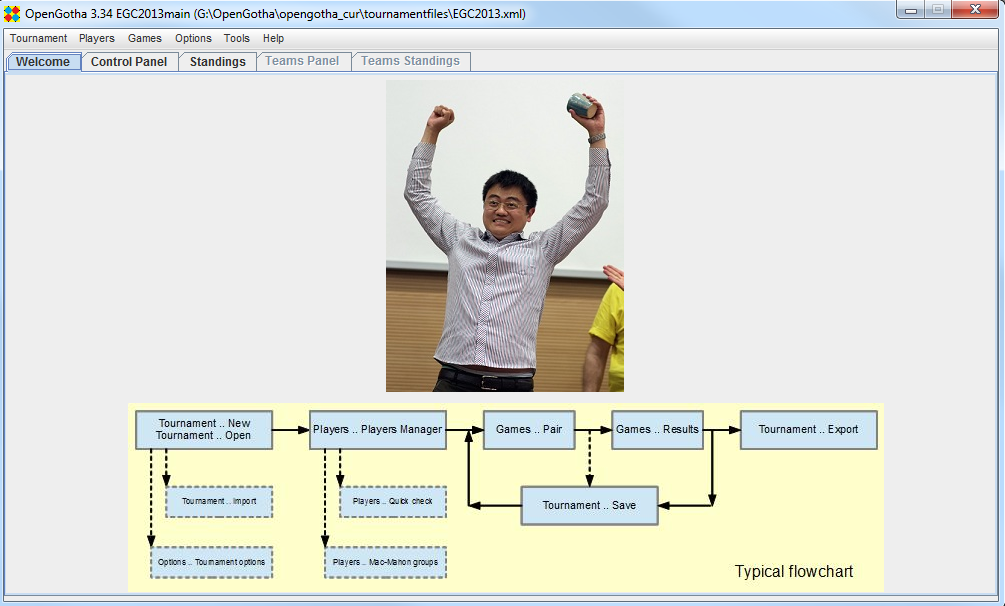 OpenGotha 3.34 EGC2013main (G:\OpenGotha\opengotha_cur\tournamentfiles\EGC2013.xml)
Tournament Players Games Options Tools Help
Welcome Control Panel Standings Teams Panel Teams Standings
Tournament .. New
Tournament .. Open
Players .. Players Manager
Games .. Pair
Games .. Results
Tournament .. Export
Tournament .. Import
Players .. Quick check
Tournament .. Save
Options .. Tournament options
Players .. Mac-Mahon groups
Typical flowchart